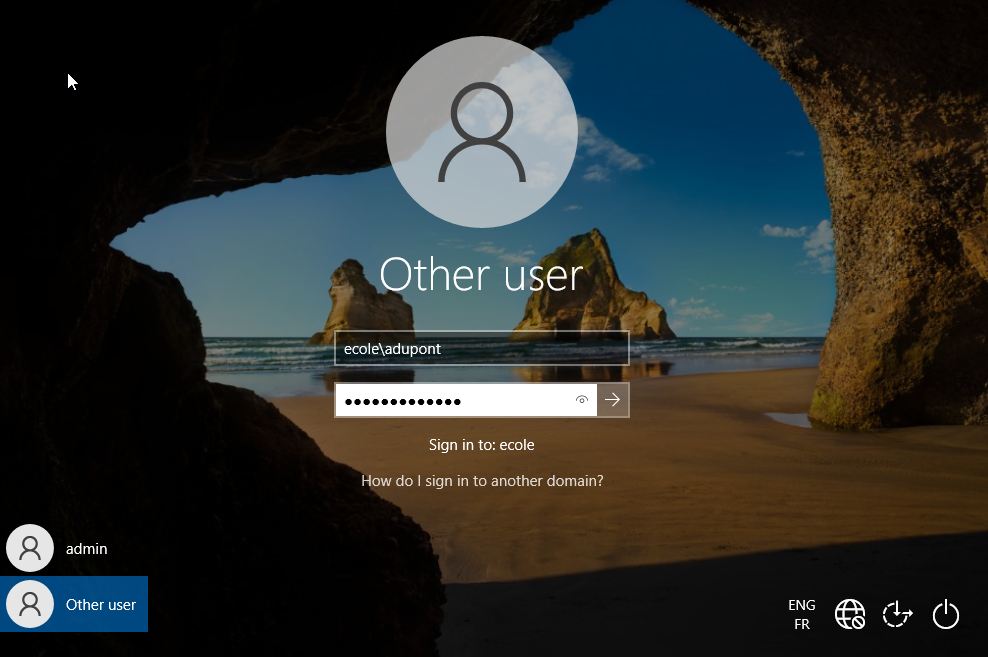 Other user
ecole\adupont
●●●●●●●●●●●●●
Sign in to: ecole
How do I sign in to another domain?
admin
Other user
ENG
FR